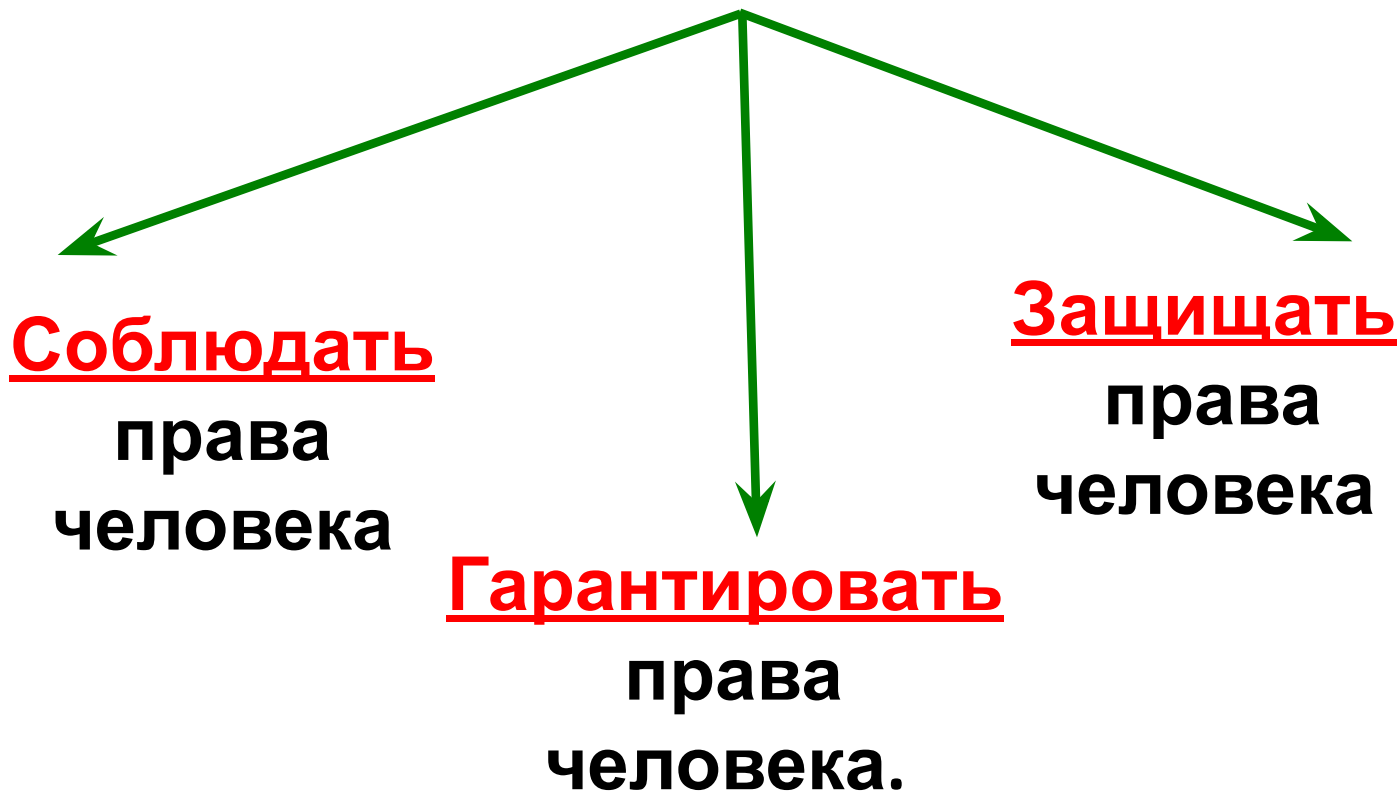 Соблюдать
права
человека
Гарантировать
права
человека.
Защищать
права
человека